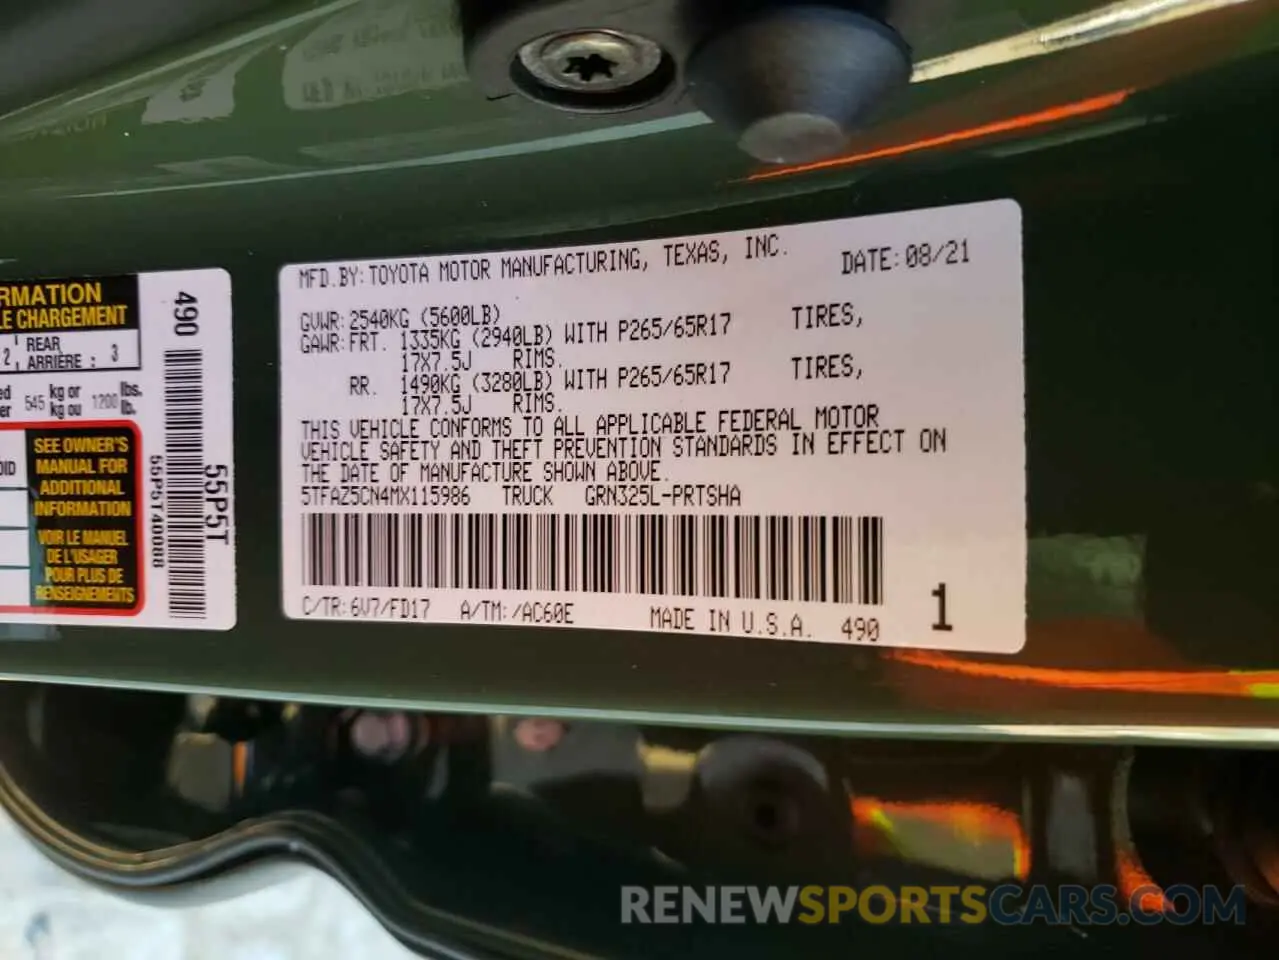 RMATION
LE CHARGEMENT
2, REAR
ARRIÈRE : 3
ed 545 kg or 1200 lbs.
er kg ou lb.
OID
SEE OWNER'S
MANUAL FOR
ADDITIONAL
INFORMATION
VOIR LE MANUEL
DE L'USAGER
POUR PLUS DE
RENSEIGNEMENTS
490
55P5T
55P5T40088
MFD.BY:TOYOTA MOTOR MANUFACTURING, TEXAS, INC. DATE:08/21
GVWR:2540KG (5600LB)
GAWR:FRT. 1335KG (2940LB) WITH P265/65R17 TIRES,
17X7.5J RIMS.
RR. 1490KG (3280LB) WITH P265/65R17 TIRES,
17X7.5J RIMS.
THIS VEHICLE CONFORMS TO ALL APPLICABLE FEDERAL MOTOR
VEHICLE SAFETY AND THEFT PREVENTION STANDARDS IN EFFECT ON
THE DATE OF MANUFACTURE SHOWN ABOVE.
5TFAZ5CN4MX115986 TRUCK GRN325L-PRTSHA
C/TR:6V7/FD17 A/TM:/AC60E MADE IN U.S.A. 490 1
RENEWSPORTSCARS.COM